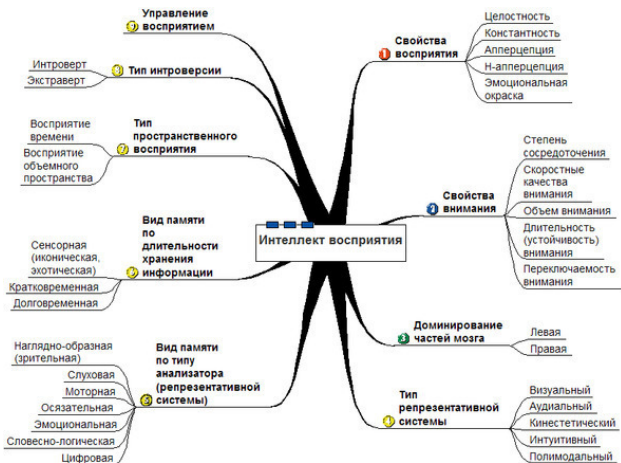 Управление
восприятием
Интроверт
Экстраверт
Тип интроверсии
Восприятие
времени
Восприятие
объемного
пространства
Тип
пространственного
восприятия
Сенсорная
(иконическая,
эхотическая)
Кратковременная
Долговременная
Вид памяти
по
длительности
хранения
информации
Наглядно-образная
(зрительная)
Слуховая
Моторная
Осязательная
Эмоциональная
Словесно-логическая
Цифровая
Вид памяти
по типу
анализатора
(репрезентативной
системы)
Интеллект восприятия
1
Свойства
восприятия
Целостность
Константность
Апперцепция
Н-апперцепция
Эмоциональная
окраска
2
Свойства
внимания
Степень
сосредоточения
Скоростные
качества
внимания
Объем внимания
Длительность
(устойчивость)
внимания
Переключаемость
внимания
3
Доминирование
частей мозга
Левая
Правая
Тип
репрезентативной
системы
Визуальный
Аудиальный
Кинестетический
Интуитивный
Полимодальный